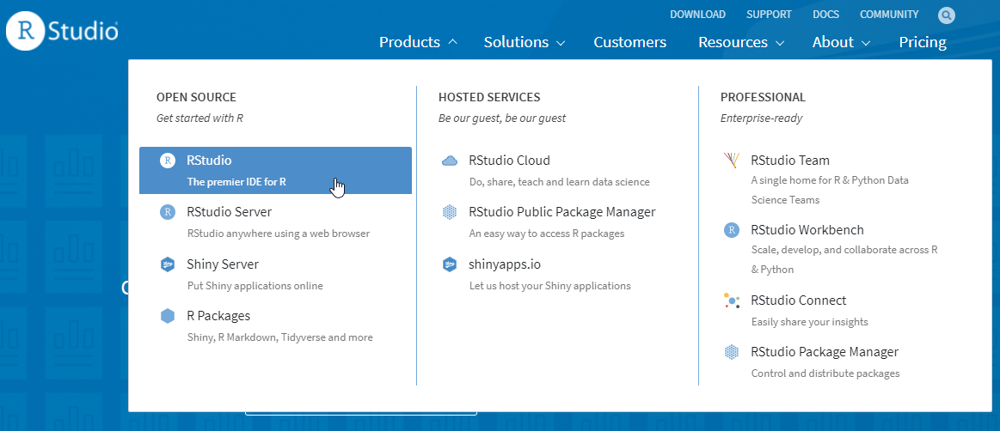 R Studio
DOWNLOAD SUPPORT DOCS COMMUNITY
Products Solutions Customers Resources About Pricing
OPEN SOURCE
Get started with R
R RStudio
The premier IDE for R
R RStudio Server
RStudio anywhere using a web browser
Shiny Server
Put Shiny applications online
R Packages
Shiny, R Markdown, Tidyverse and more
HOSTED SERVICES
Be our guest, be our guest
RStudio Cloud
Do, share, teach and learn data science
RStudio Public Package Manager
An easy way to access R packages
shinyapps.io
Let us host your Shiny applications
PROFESSIONAL
Enterprise-ready
RStudio Team
A single home for R & Python Data
Science Teams
R RStudio Workbench
Scale, develop, and collaborate across R
& Python
RStudio Connect
Easily share your insights
RStudio Package Manager
Control and distribute packages